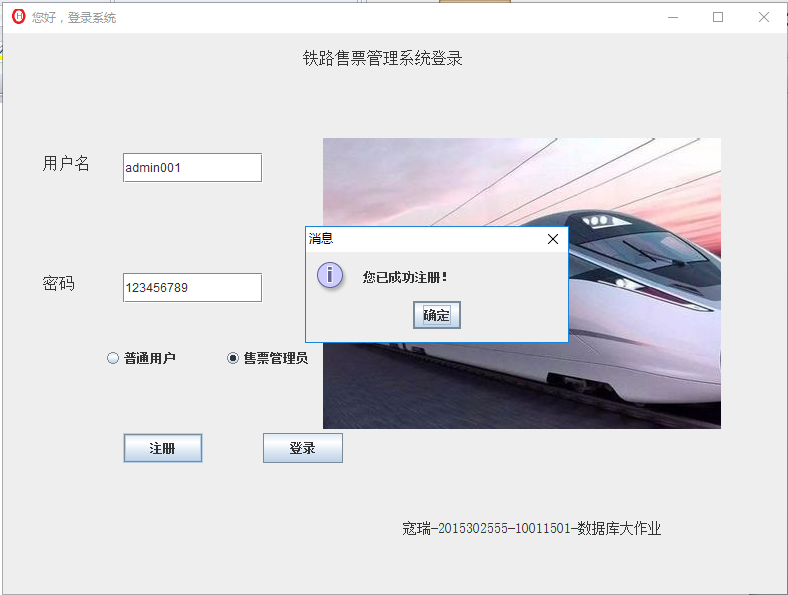 您好，登录系统
铁路售票管理系统登录
用户名
admin001
消息
您已成功注册！
确定
密码
123456789
普通用户 售票管理员
注册 登录
寇瑞-2015302555-10011501-数据库大作业